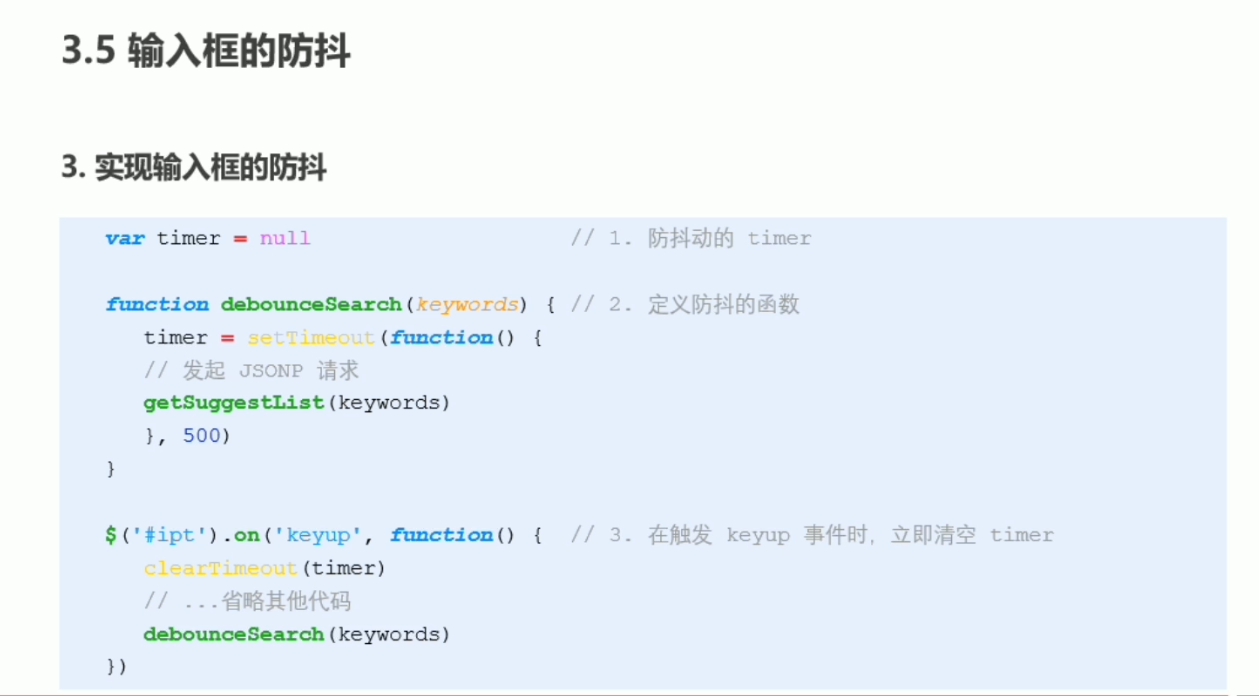 3.5 输入框的防抖
3. 实现输入框的防抖
var timer = null // 1. 防抖动的 timer
function debounceSearch(keywords) { // 2. 定义防抖的函数
timer = setTimeout(function() {
// 发起 JSONP 请求
getSuggestList(keywords)
}, 500)
}
$('#ipt').on('keyup', function() { // 3. 在触发 keyup 事件时，立即清空 timer
clearTimeout(timer)
// ...省略其他代码
debounceSearch(keywords)
})